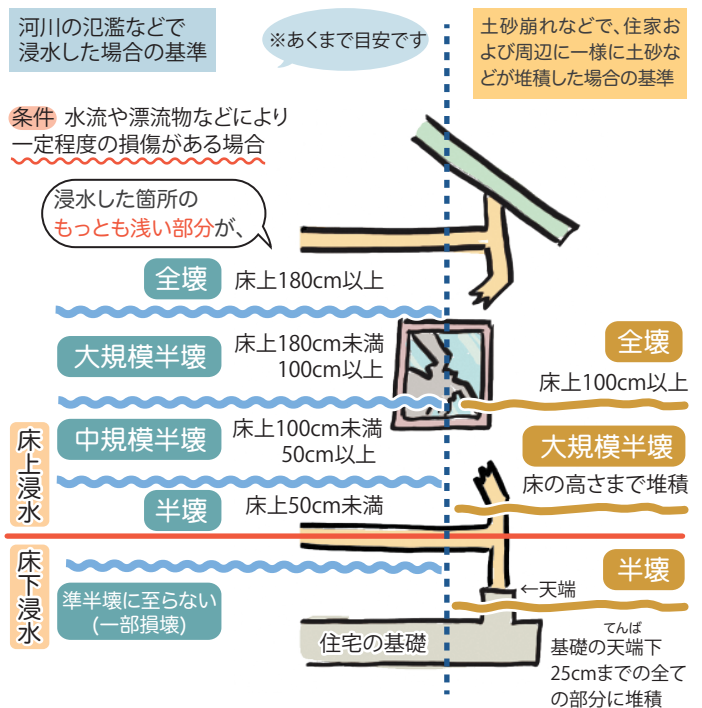 河川の氾濫などで
浸水した場合の基準
※あくまで目安です
土砂崩れなどで、住家お
よび周辺に一様に土砂な
どが堆積した場合の基準
条件 水流や漂流物などにより
一定程度の損傷がある場合
浸水した箇所の
もっとも浅い部分が、
全壊 床上180cm以上
大規模半壊 床上180cm未満
100cm以上
中規模半壊 床上100cm未満
50cm以上
半壊 床上50cm未満
床上浸水
床下浸水
準半壊に至らない
(一部損壊)
全壊
床上100cm以上
大規模半壊
床の高さまで堆積
半壊
←天端
住宅の基礎
てんば
基礎の天端下
25cmまでの全て
の部分に堆積